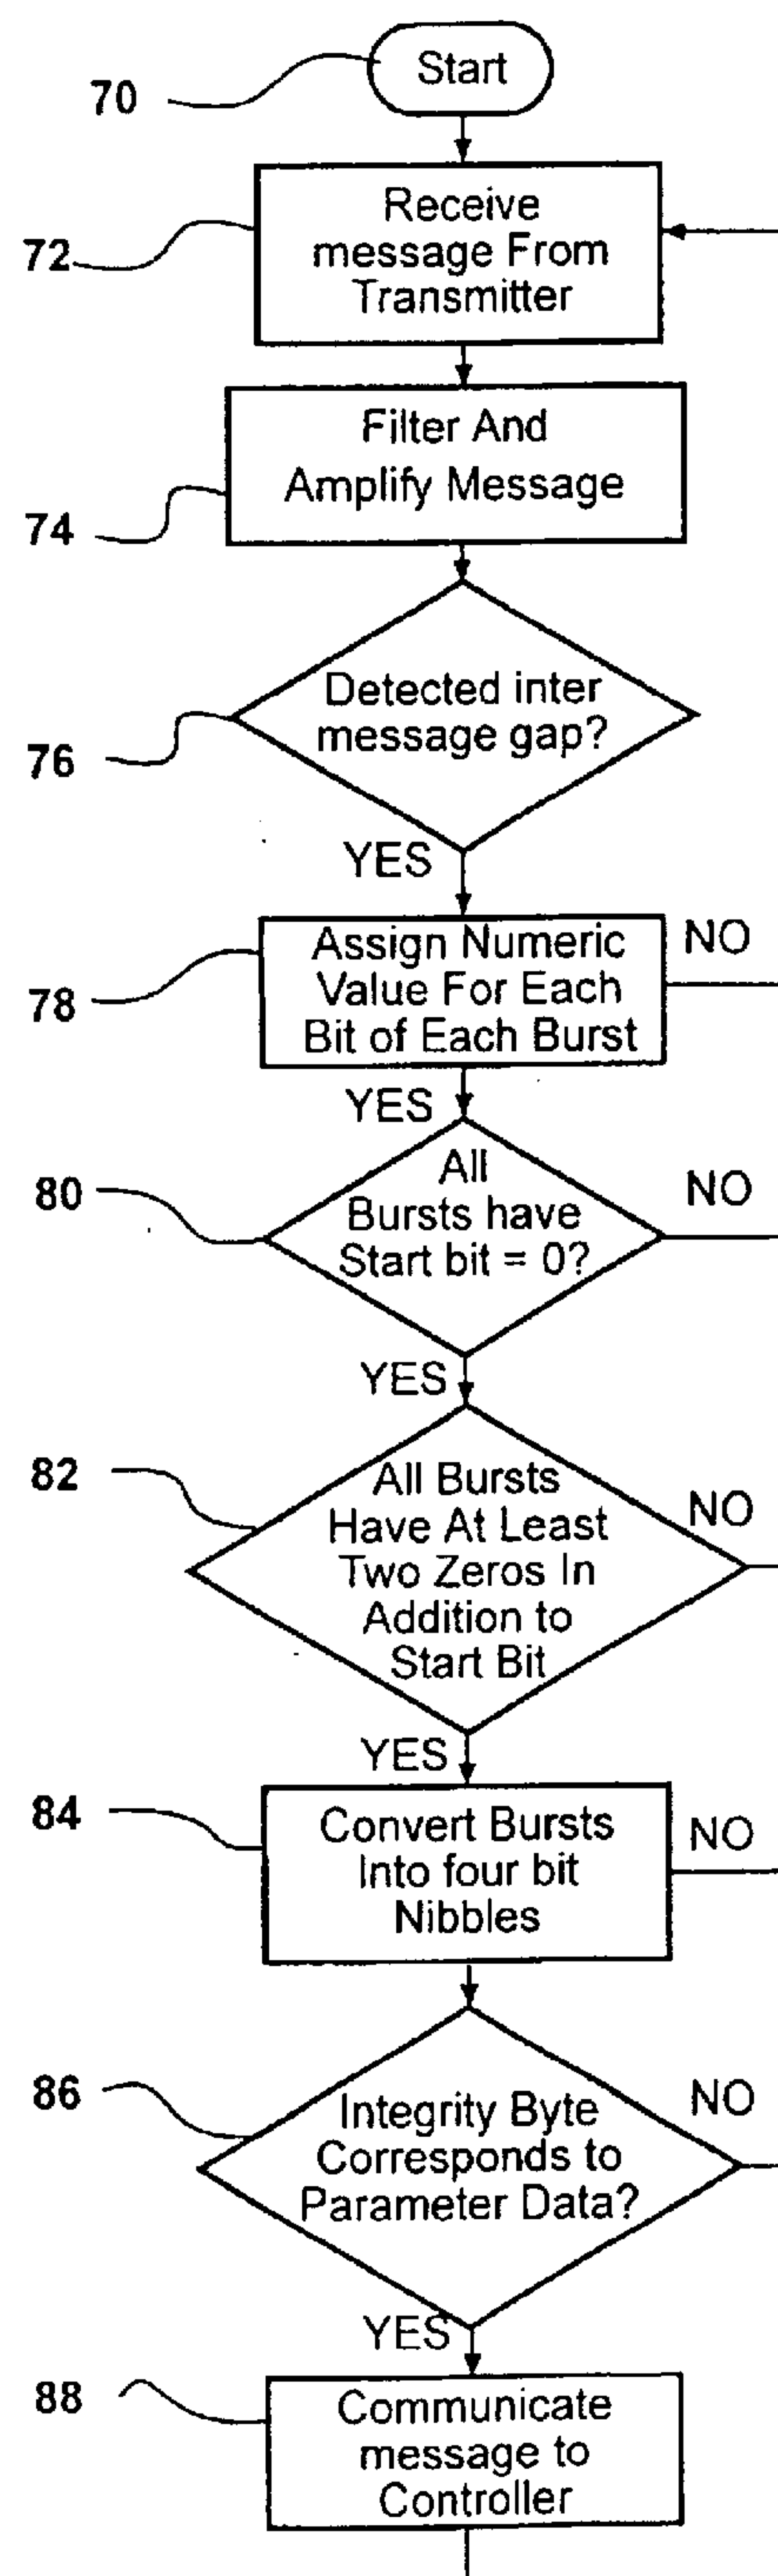 70
Start
72
Receive
message From
Transmitter
74
Filter And
Amplify Message
76
Detected inter
message gap?
YES
78
Assign Numeric
Value For Each
Bit of Each Burst
NO
YES
80
All
Bursts have
Start bit = 0?
NO
YES
82
All Bursts
Have At Least
Two Zeros In
Addition to
Start Bit
NO
YES
84
Convert Bursts
Into four bit
Nibbles
NO
86
Integrity Byte
Corresponds to
Parameter Data?
NO
YES
88
Communicate
message to
Controller